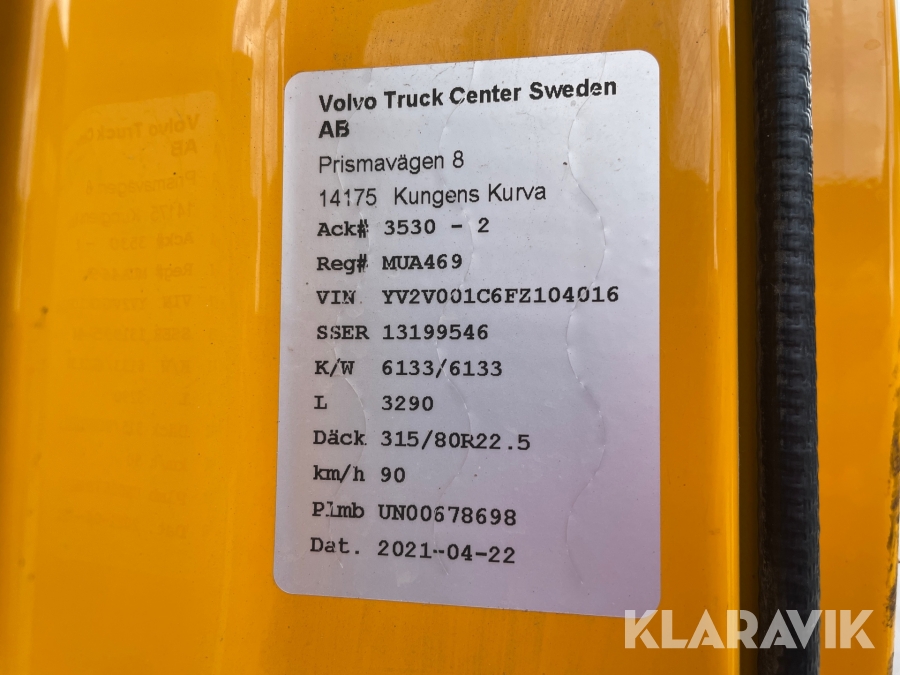 Volvo Truck Center Sweden
AB
Prismavägen 8
14175 Kungens Kurva
Ack# 3530 - 2
Reg# MUA469
VIN YV2V001C6FZ104016
SSER 13199546
K/W 6133/6133
L 3290
Däck 315/80R22.5
km/h 90
Plmb UN00678698
Dat. 2021-04-22
KLARAVIK